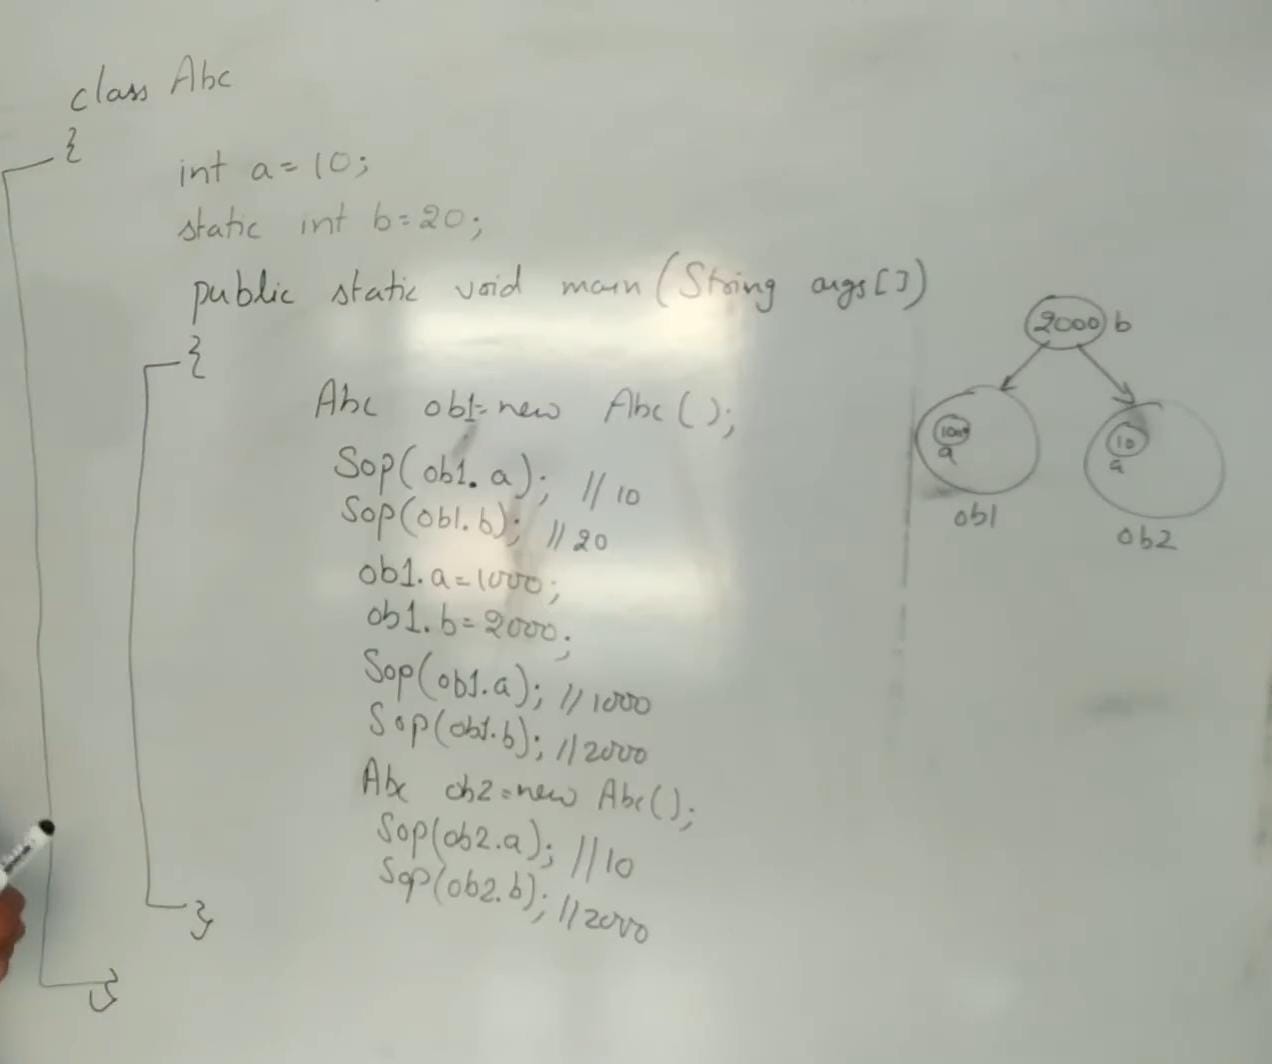 class Abc
{
int a=10;
static int b=20;
public static void main(String args[])
{
Abc ob1=new Abc();
Sop(ob1.a); //10
Sop(ob1.b); //20
ob1.a=1000;
ob1.b=2000;
Sop(ob1.a); //1000
Sop(ob1.b); //2000
Abc ob2=new Abc();
Sop(ob2.a); //10
Sop(ob2.b); //2000
}
}
2000 b
1000
a
ob1
10
a
ob2